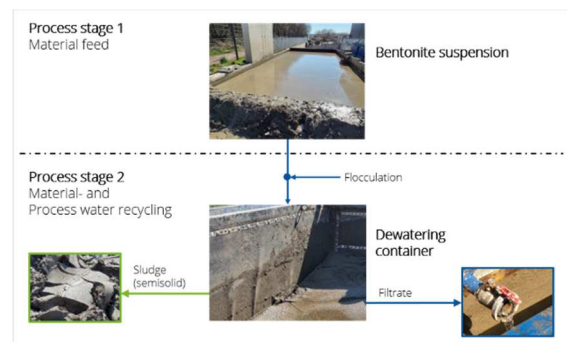 Process stage 1
Material feed
Bentonite suspension
Process stage 2
Material- and
Process water recycling
Flocculation
Dewatering
container
Sludge
(semisolid)
Filtrate